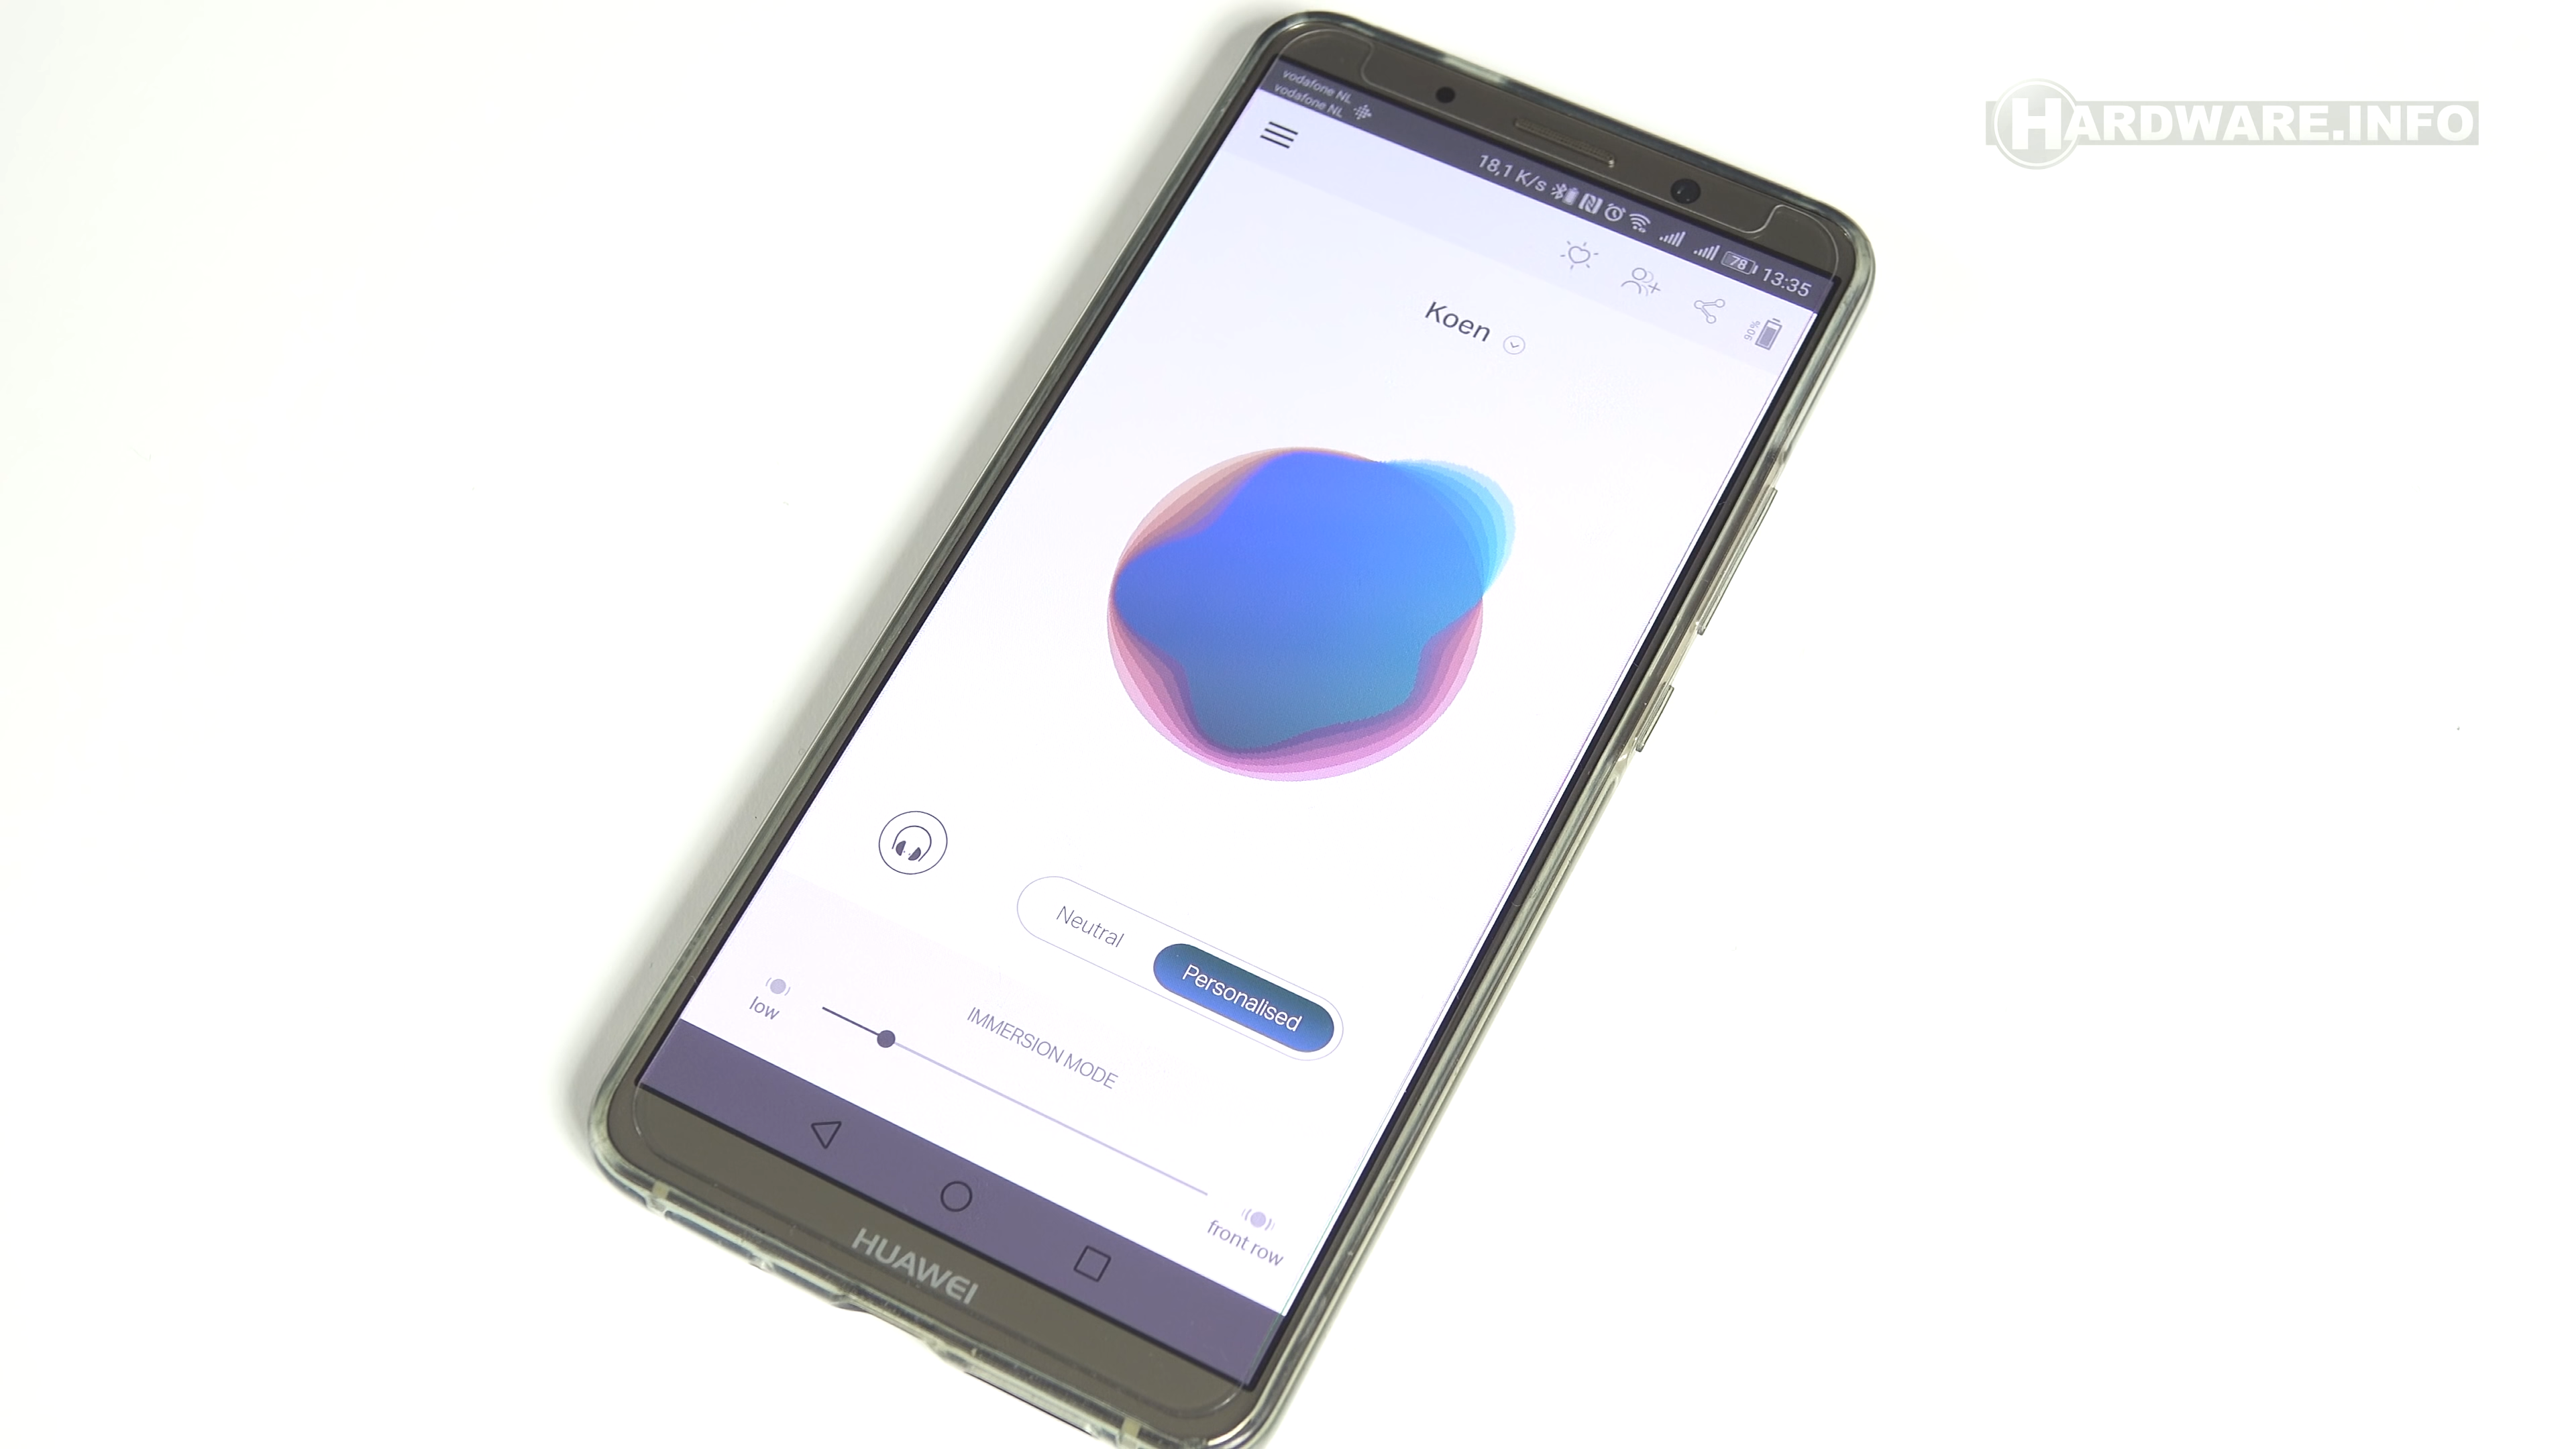 HARDWARE.INFO
vodafone NL
vodafone NL
18,1 K/s 78 13:35
90%
Koen
Neutral
Personalised
IMMERSION MODE
low
front row
HUAWEI